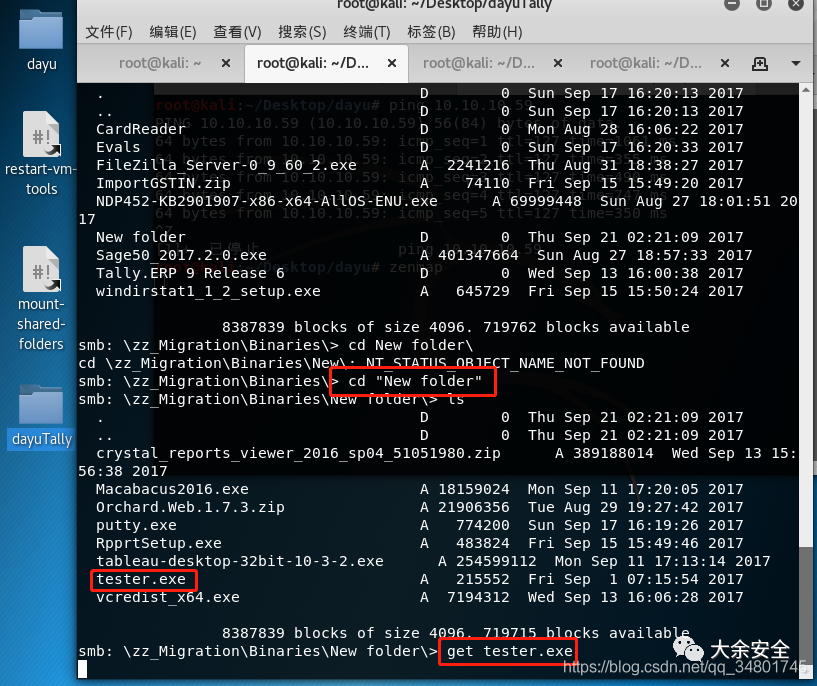 root@kali: ~/Desktop/dayuTally
文件(F) 编辑(E) 查看(V) 搜索(S) 终端(T) 标签(B) 帮助(H)
root@kali: ~ × root@kali: ~/D... × root@kali: ~/D... × root@kali: ~/D... ×
dayu
restart-vm-
tools
mount-
shared-
folders
dayuTally
. D 0 Sun Sep 17 16:20:13 2017
.. D 0 Sun Sep 17 16:20:13 2017
CardReader D 0 Mon Aug 28 16:06:22 2017
Evals D 0 Sun Sep 17 16:20:33 2017
FileZilla_Server-0_9_60_2.exe A 2241216 Thu Aug 31 18:38:27 2017
ImportGSTIN.zip A 74110 Fri Sep 15 15:49:20 2017
NDP452-KB2901907-x86-x64-AllOS-ENU.exe A 69999448 Sun Aug 27 18:01:51 20
17
New folder D 0 Thu Sep 21 02:21:09 2017
Sage50_2017.2.0.exe A 401347664 Sun Aug 27 18:57:33 2017
Tally.ERP 9 Release 6 D 0 Wed Sep 13 16:00:38 2017
windirstat1_1_2_setup.exe A 645729 Fri Sep 15 15:50:24 2017
8387839 blocks of size 4096. 719762 blocks available
smb: \zz_Migration\Binaries\> cd New folder\
cd \zz_Migration\Binaries\New\: NT_STATUS_OBJECT_NAME_NOT_FOUND
smb: \zz_Migration\Binaries\> cd "New folder"
smb: \zz_Migration\Binaries\New folder\> ls
. D 0 Thu Sep 21 02:21:09 2017
.. D 0 Thu Sep 21 02:21:09 2017
crystal_reports_viewer_2016_sp04_51051980.zip A 389188014 Wed Sep 13 15:
56:38 2017
Macabacus2016.exe A 18159024 Mon Sep 11 17:20:05 2017
Orchard.Web.1.7.3.zip A 21906356 Tue Aug 29 19:27:42 2017
putty.exe A 774200 Sun Sep 17 16:19:26 2017
RpprtSetup.exe A 483824 Fri Sep 15 15:49:46 2017
tableau-desktop-32bit-10-3-2.exe A 254599112 Mon Sep 11 17:13:14 2017
tester.exe A 215552 Fri Sep 1 07:15:54 2017
vcredist_x64.exe A 7194312 Wed Sep 13 16:06:28 2017
8387839 blocks of size 4096. 719715 blocks available
smb: \zz_Migration\Binaries\New folder\> get tester.exe
大余安全
https://blog.csdn.net/qq_34801745